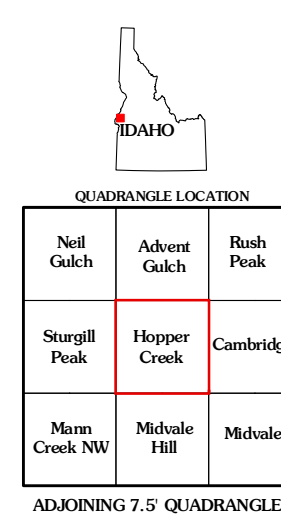 IDAHO
QUADRANGLE LOCATION
Neil
Gulch
Advent
Gulch
Rush
Peak
Sturgill
Peak
Hopper
Creek
Cambridg
Mann
Creek NW
Midvale
Hill
Midvale
ADJOINING 7.5' QUADRANGLE